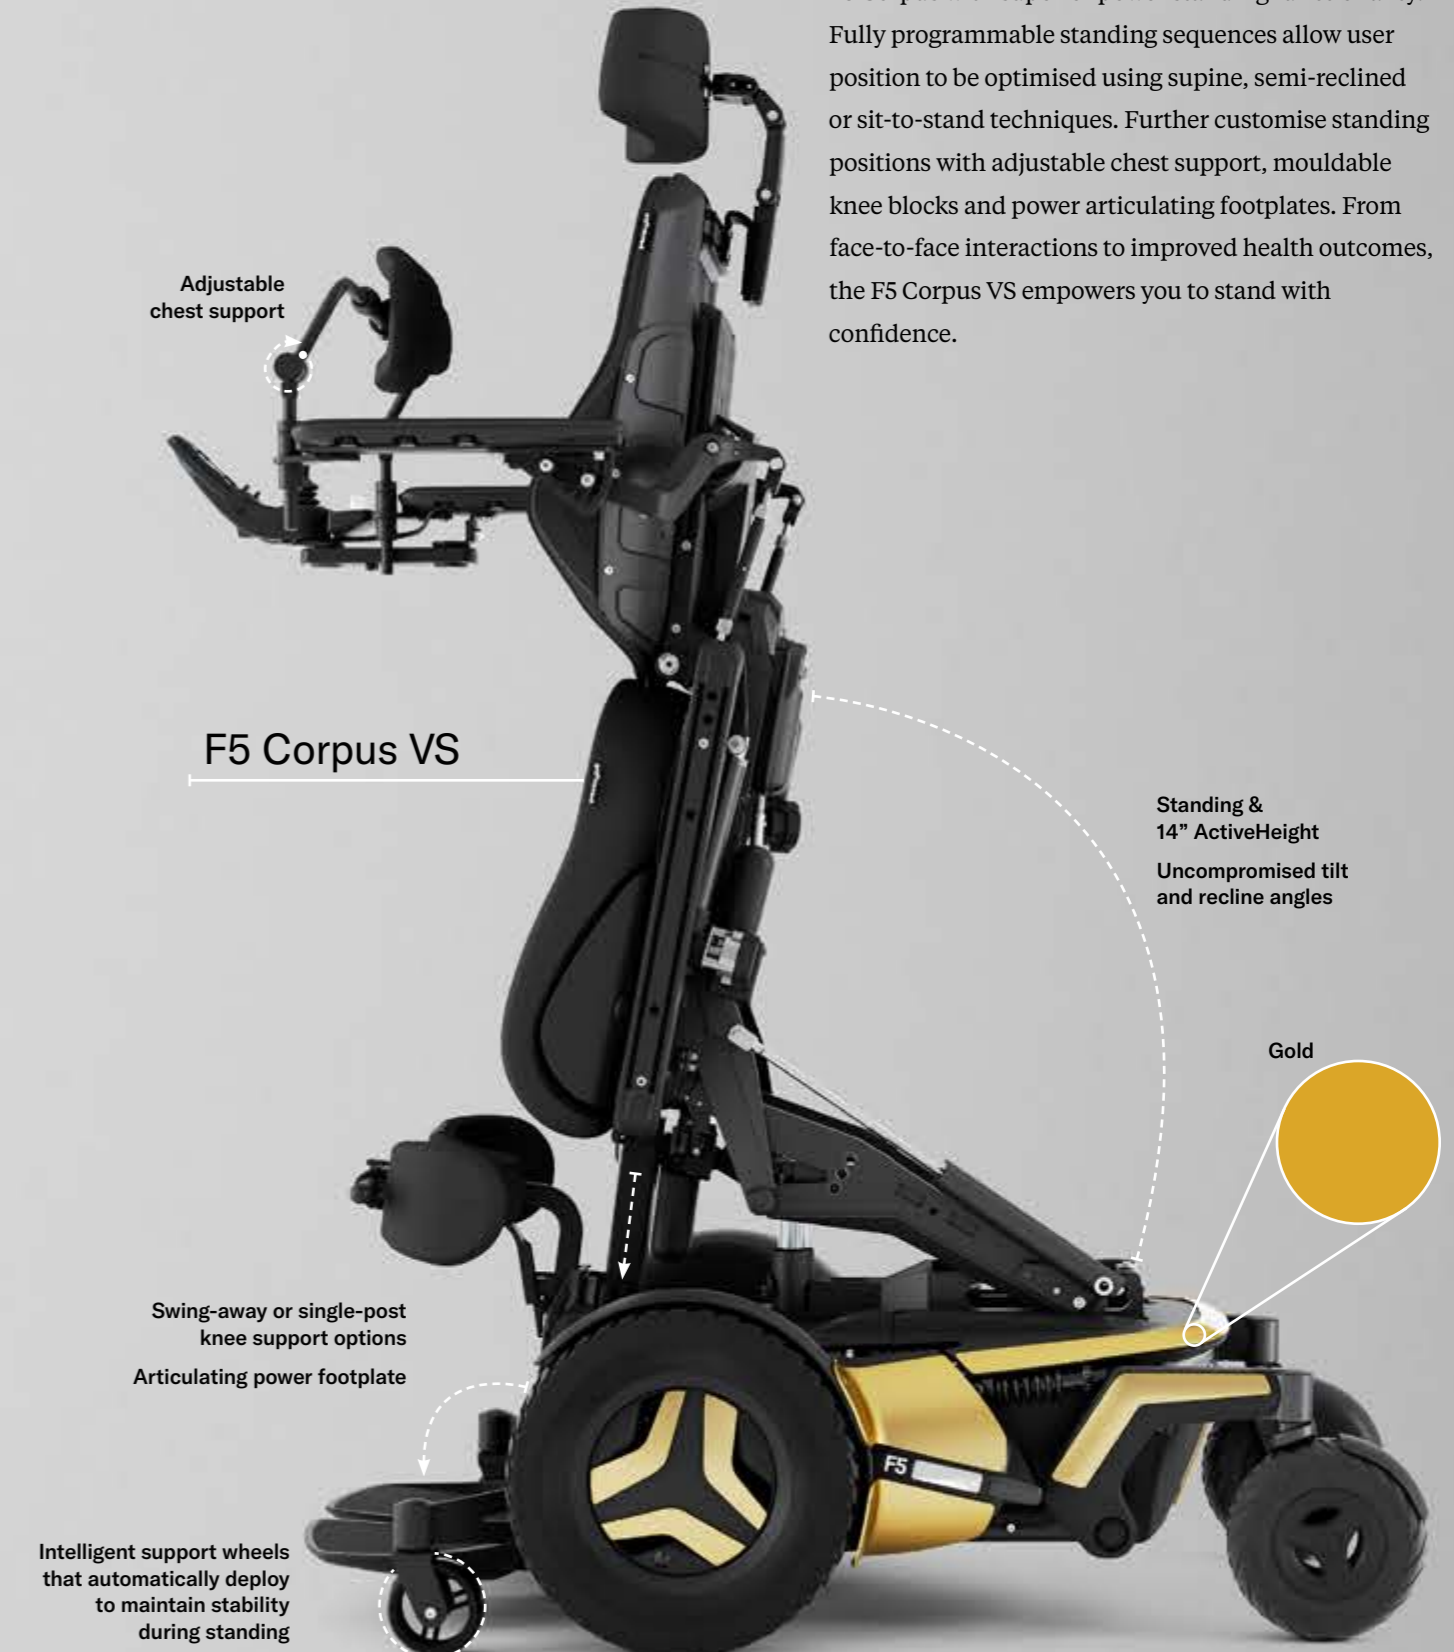 Fully programmable standing sequences allow user
position to be optimised using supine, semi-reclined
or sit-to-stand techniques. Further customise standing
positions with adjustable chest support, mouldable
knee blocks and power articulating footplates. From
face-to-face interactions to improved health outcomes,
the F5 Corpus VS empowers you to stand with
confidence.
Adjustable
chest support
F5 Corpus VS
Standing &
14” ActiveHeight
Uncompromised tilt
and recline angles
Gold
Swing-away or single-post
knee support options
Articulating power footplate
F5
Intelligent support wheels
that automatically deploy
to maintain stability
during standing